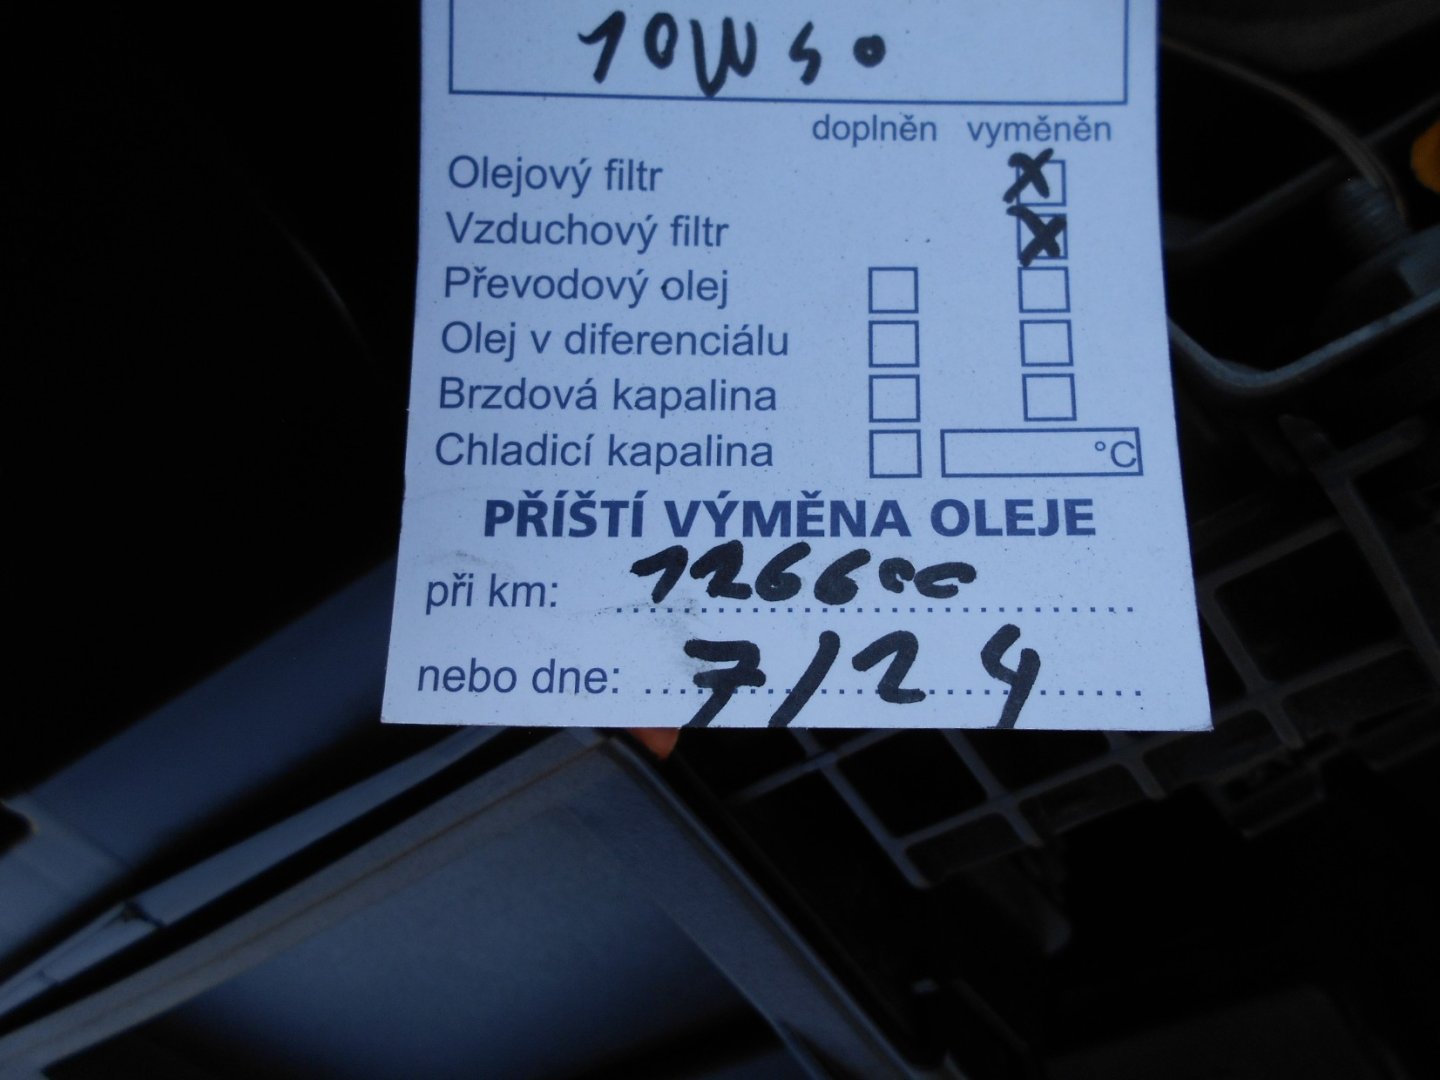 10W40
doplněn vyměněn
Olejový filtr X
Vzduchový filtr X
Převodový olej
Olej v diferenciálu
Brzdová kapalina
Chladicí kapalina °C
PŘÍŠTÍ VÝMĚNA OLEJE
při km: 126600
nebo dne: 7/24